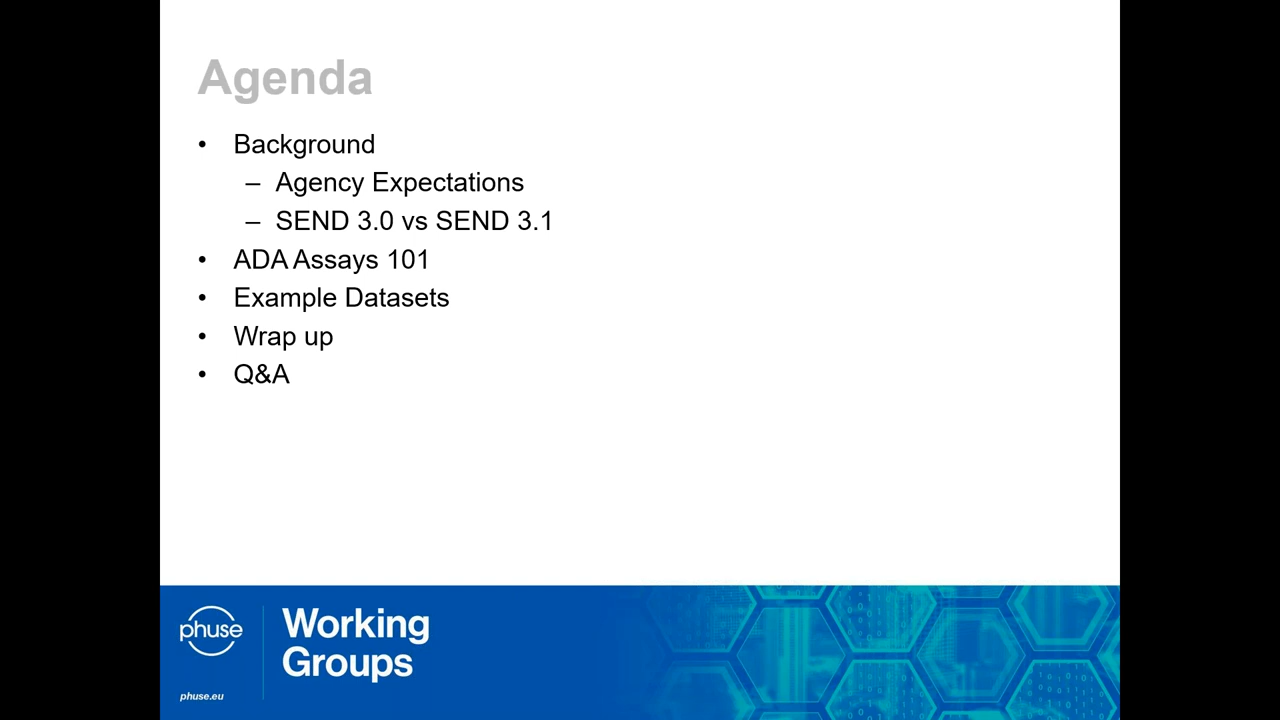 Agenda
• Background
– Agency Expectations
– SEND 3.0 vs SEND 3.1
• ADA Assays 101
• Example Datasets
• Wrap up
• Q&A
phuse
Working
Groups
phuse.eu